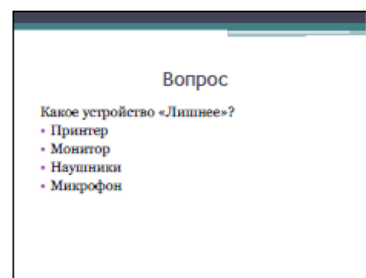 Вопрос
Какое устройство «Лишнее»?
• Принтер
• Монитор
• Наушники
• Микрофон